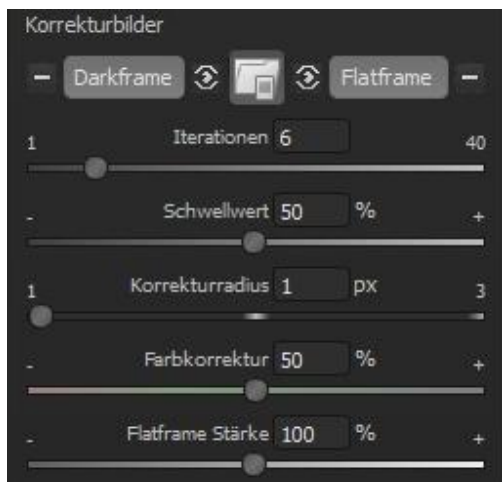 Korrekturbilder
Darkframe Flatframe
1 Iterationen 6 40
- Schwellwert 50 % +
1 Korrekturradius 1 px 3
- Farbkorrektur 50 % +
- Flatframe Stärke 100 % +